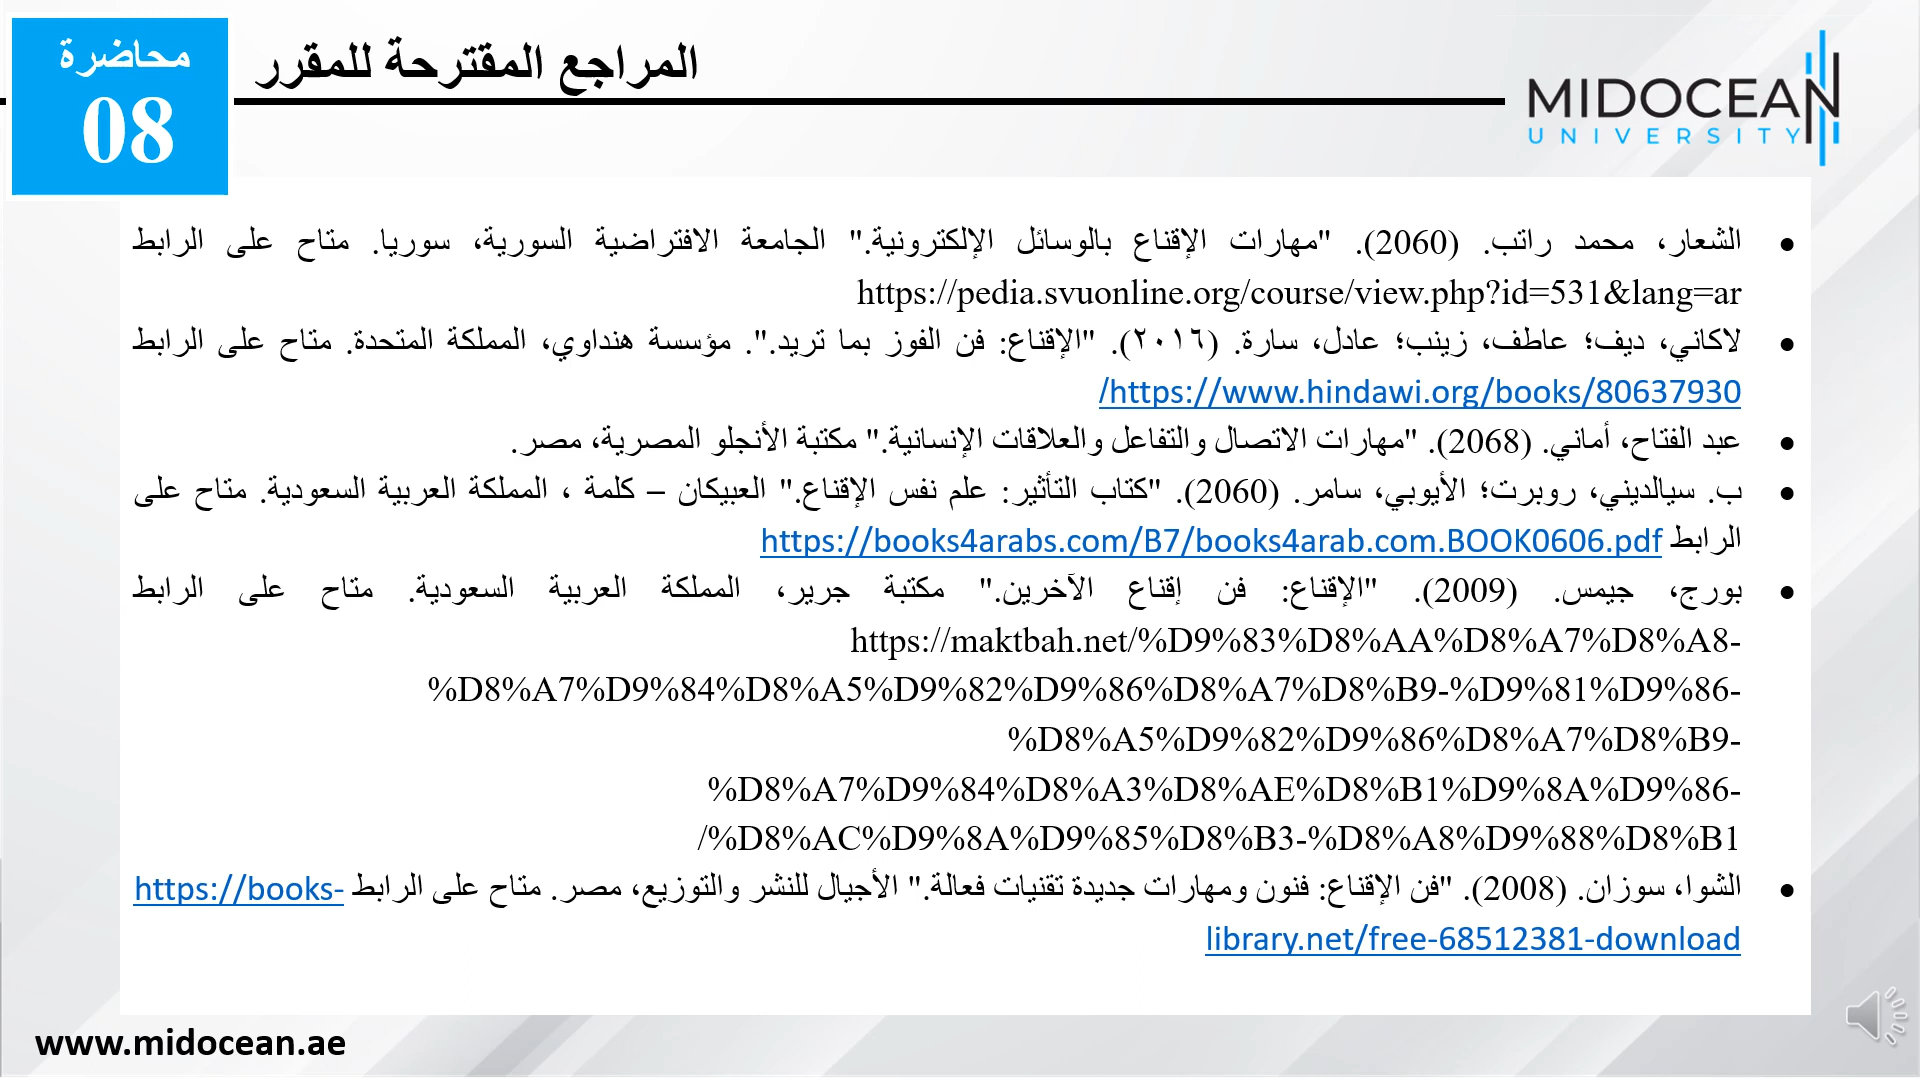 محاضرة
08
المراجع المقترحة للمقرر
MIDOCEAN
UNIVERSITY
• الشعار، محمد راتب. (2060). "مهارات الإقناع بالوسائل الإلكترونية." الجامعة الافتراضية السورية، سوريا. متاح على الرابط
https://pedia.svuonline.org/course/view.php?id=531&lang=ar
• لاكاني، ديف؛ عاطف، زينب؛ عادل، سارة. (٢٠١٦). "الإقناع: فن الفوز بما تريد.". مؤسسة هنداوي، المملكة المتحدة. متاح على الرابط
https://www.hindawi.org/books/80637930/
• عبد الفتاح، أماني. (2068). "مهارات الاتصال والتفاعل والعلاقات الإنسانية." مكتبة الأنجلو المصرية، مصر.
• ب. سيالديني، روبرت؛ الأيوبي، سامر. (2060). "كتاب التأثير: علم نفس الإقناع." العبيكان – كلمة ، المملكة العربية السعودية. متاح على
الرابط https://books4arabs.com/B7/books4arab.com.BOOK0606.pdf
• بورج، جيمس. (2009). "الإقناع: فن إقناع الآخرين." مكتبة جرير، المملكة العربية السعودية. متاح على الرابط
https://maktbah.net/%D9%83%D8%AA%D8%A7%D8%A8-
%D8%A7%D9%84%D8%A5%D9%82%D9%86%D8%A7%D8%B9-%D9%81%D9%86-
%D8%A5%D9%82%D9%86%D8%A7%D8%B9-
%D8%A7%D9%84%D8%A3%D8%AE%D8%B1%D9%8A%D9%86-
%D8%AC%D9%8A%D9%85%D8%B3-%D8%A8%D9%88%D8%B1/
• الشوا، سوزان. (2008). "فن الإقناع: فنون ومهارات جديدة تقنيات فعالة." الأجيال للنشر والتوزيع، مصر. متاح على الرابط https://books-
library.net/free-68512381-download
www.midocean.ae